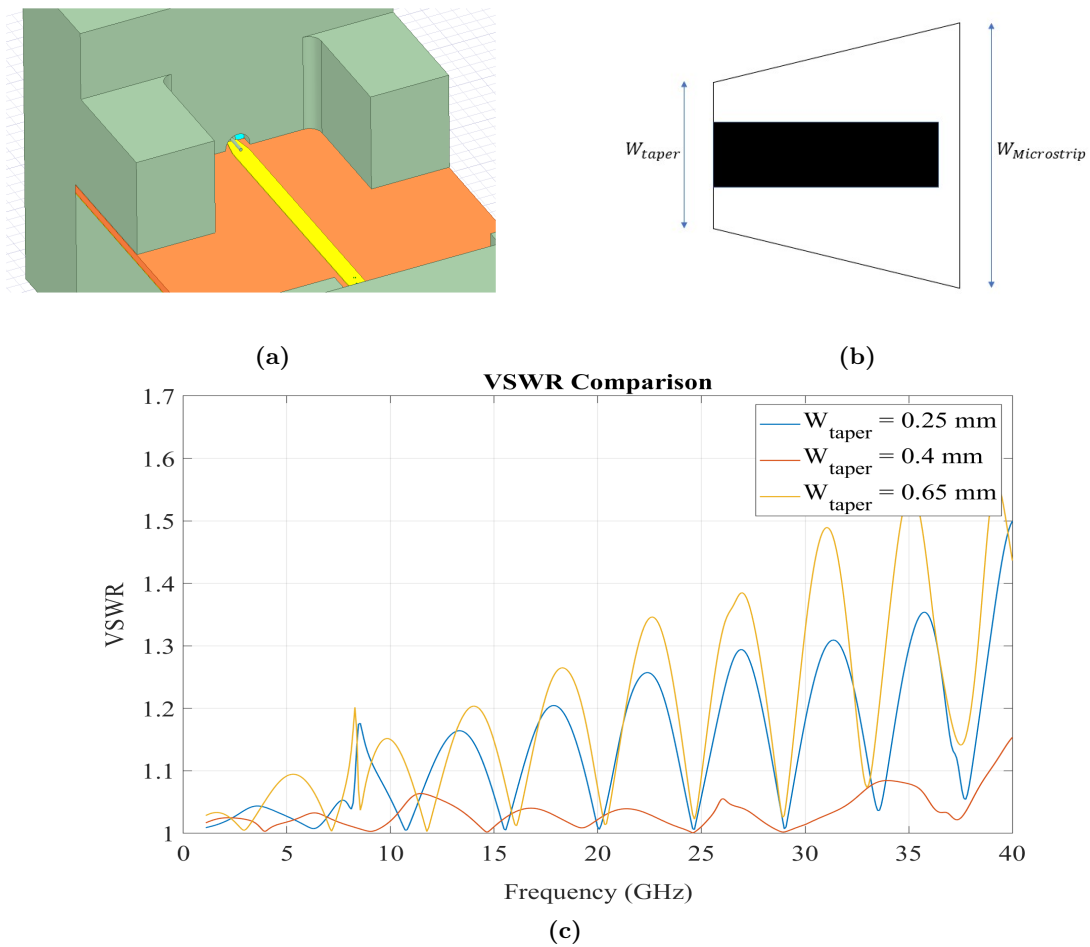 W_taper
W_Microstrip
(a)
(b)
VSWR Comparison
1.7
1.6
1.5
1.4
1.3
1.2
1.1
1
VSWR
W_taper = 0.25 mm
W_taper = 0.4 mm
W_taper = 0.65 mm
0 5 10 15 20 25 30 35 40
Frequency (GHz)
(c)